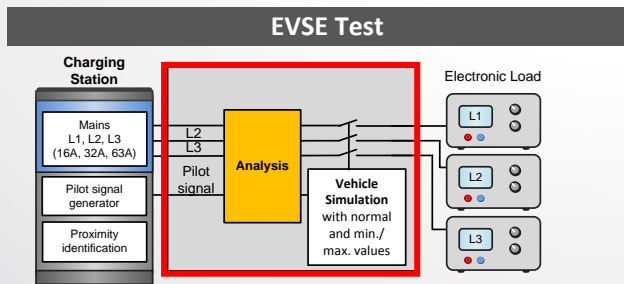 EVSE Test
Charging
Station
Electronic Load
Mains
L1, L2, L3
(16A, 32A, 63A)
L2
L3
Pilot
signal
Analysis
L1
Pilot signal
generator
Vehicle
Simulation
with normal
and min./
max. values
L2
Proximity
identification
L3